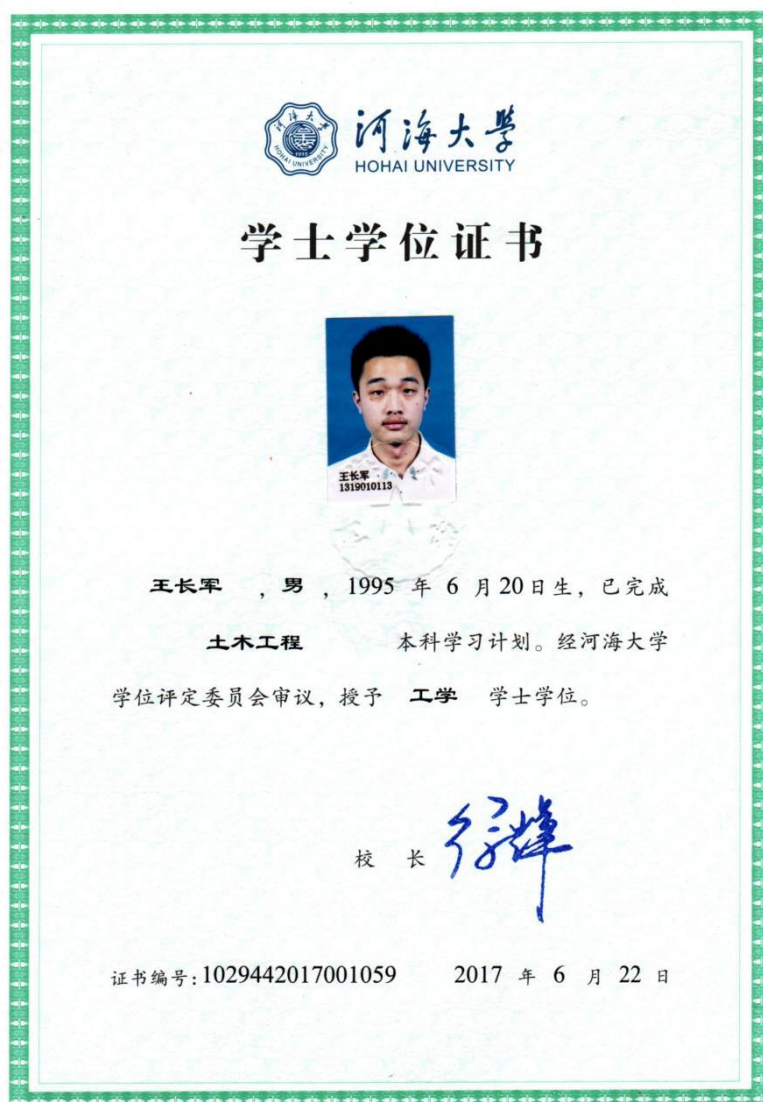 河海大學
HOHAI UNIVERSITY
学士学位证书
王长军
1319010113
王长军 ，男，1995 年 6 月20日生，已完成
土木工程 本科学习计划。经河海大学
学位评定委员会审议，授予 工学 学士学位。
校 长 徐辉
证书编号:1029442017001059 2017 年 6 月 22 日